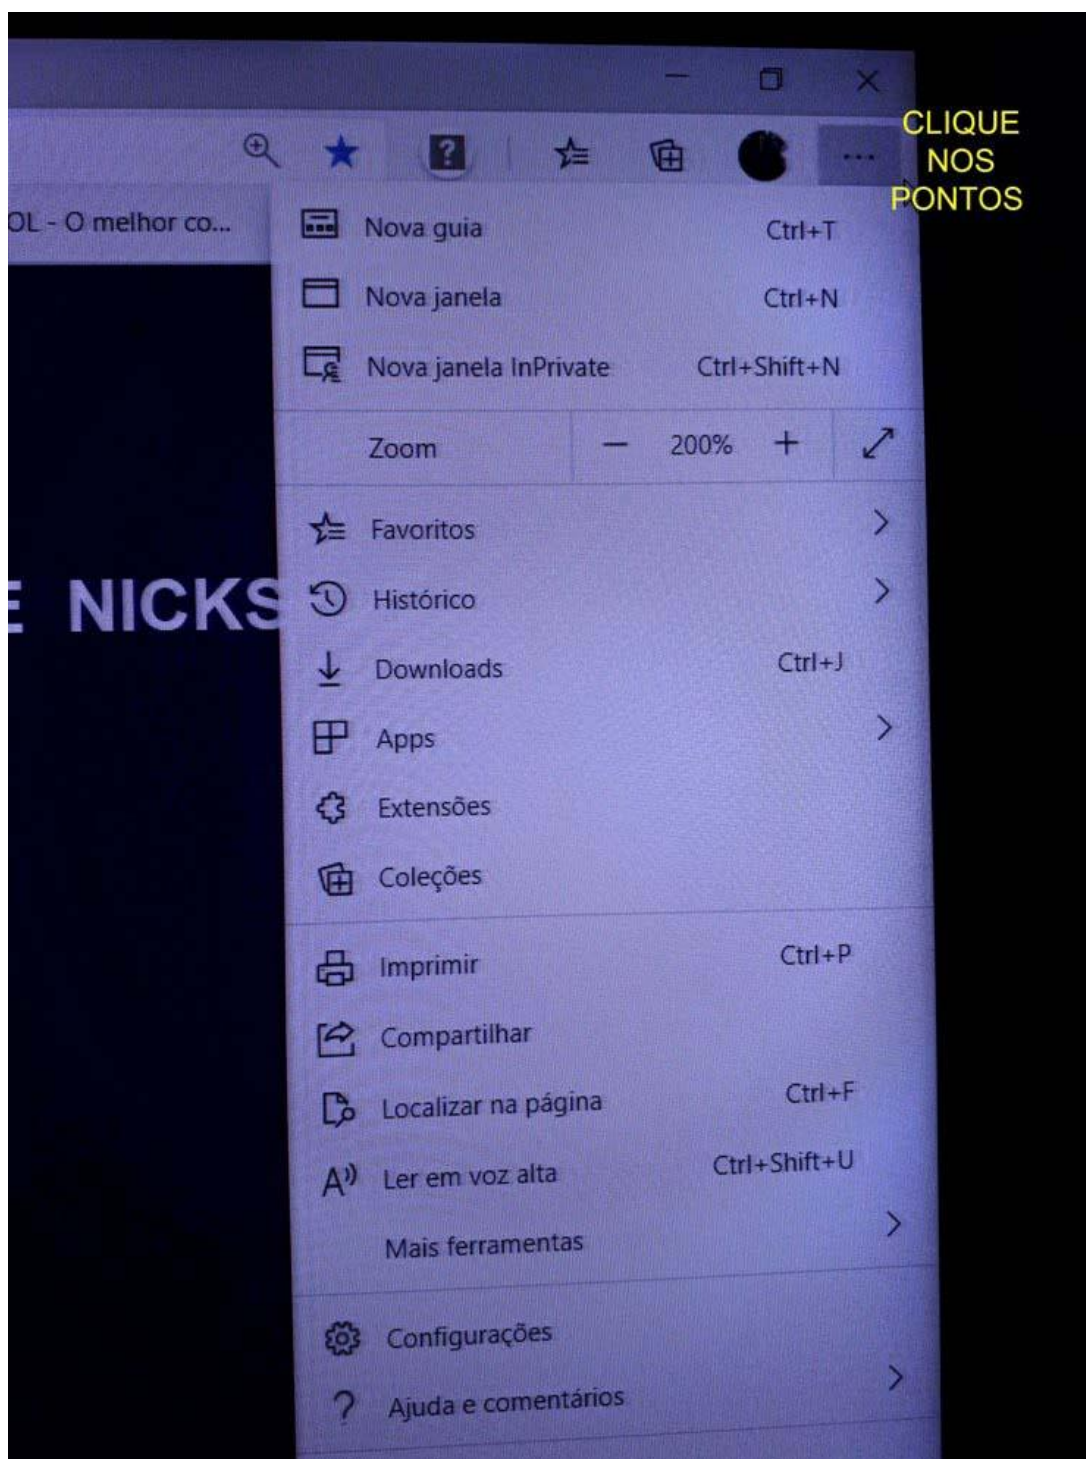 CLIQUE
NOS
PONTOS
OL - O melhor co...
Nova guia Ctrl+T
Nova janela Ctrl+N
Nova janela InPrivate Ctrl+Shift+N
Zoom — 200% +
Favoritos
E NICKS
Histórico
Downloads Ctrl+J
Apps
Extensões
Coleções
Imprimir Ctrl+P
Compartilhar
Localizar na página Ctrl+F
Ler em voz alta Ctrl+Shift+U
Mais ferramentas
Configurações
Ajuda e comentários